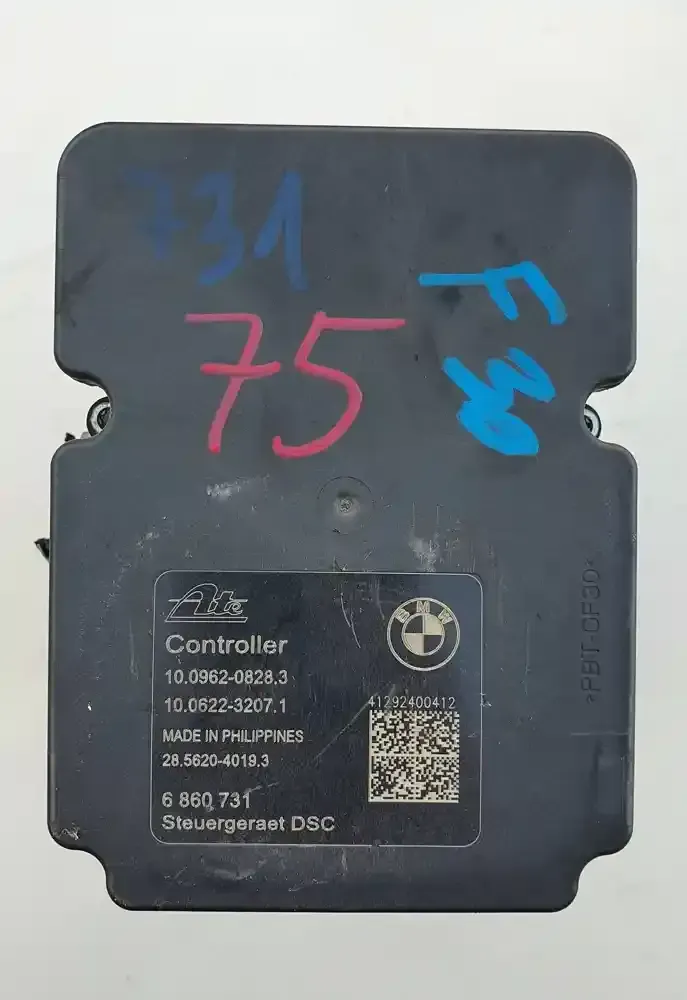 731
75
F30
Ate
BMW
Controller
10.0962-0828.3
10.0622-3207.1
41292400412
MADE IN PHILIPPINES
28.5620-4019.3
6 860 731
Steuergeraet DSC
>PBT-GF30<